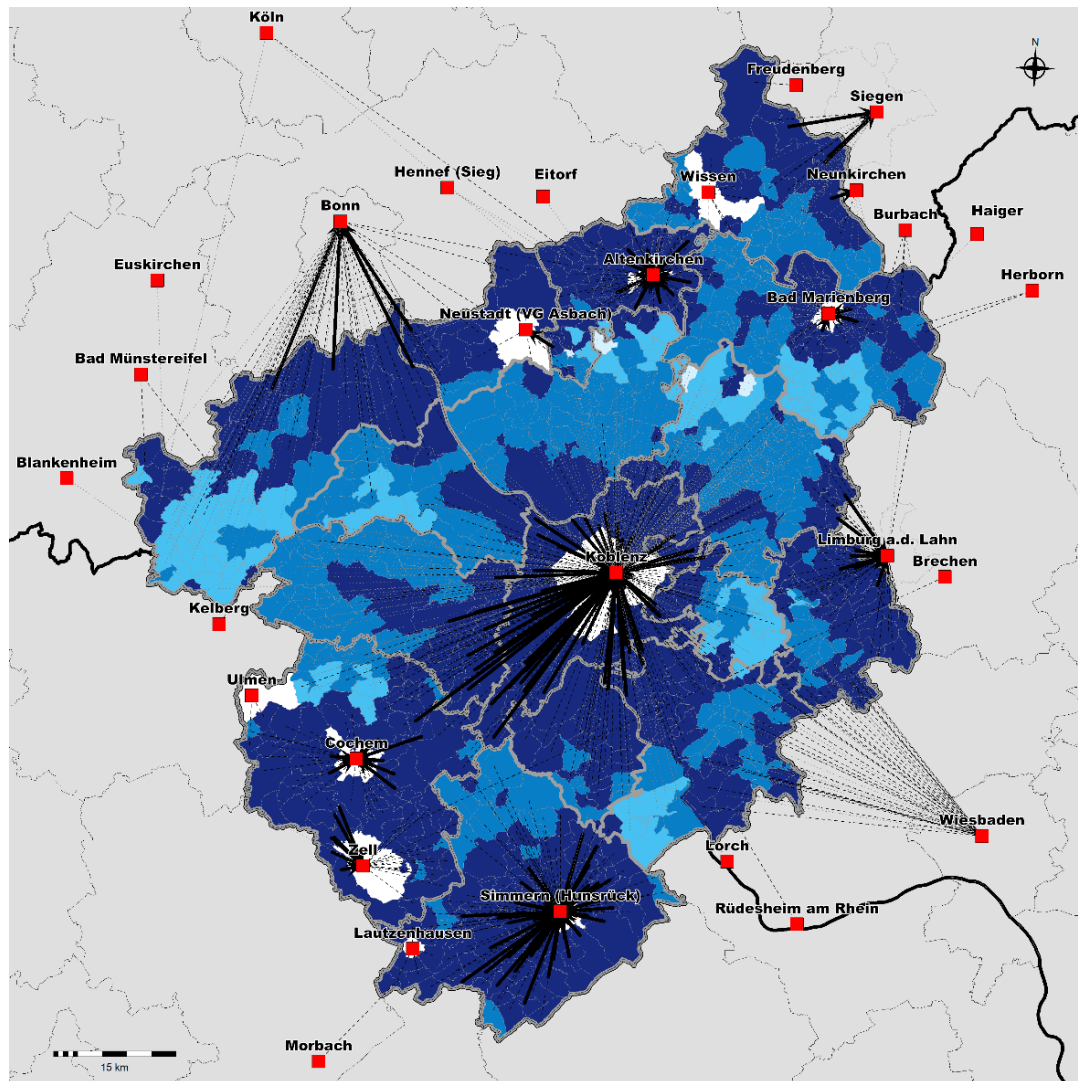 Köln
N
Freudenberg
Siegen
Hennef (Sieg)
Eitorf
Wissen
Neunkirchen
Bonn
Burbach
Haiger
Euskirchen
Altenkirchen
Herborn
Bad Marienberg
Neustadt (VG Asbach)
Bad Münstereifel
Blankenheim
Limburg a.d. Lahn
Koblenz
Brechen
Kelberg
Ulmen
Cochem
Wiesbaden
Zell
Lorch
Simmern (Hunsrück)
Rüdesheim am Rhein
Lautzenhausen
Morbach
15 km